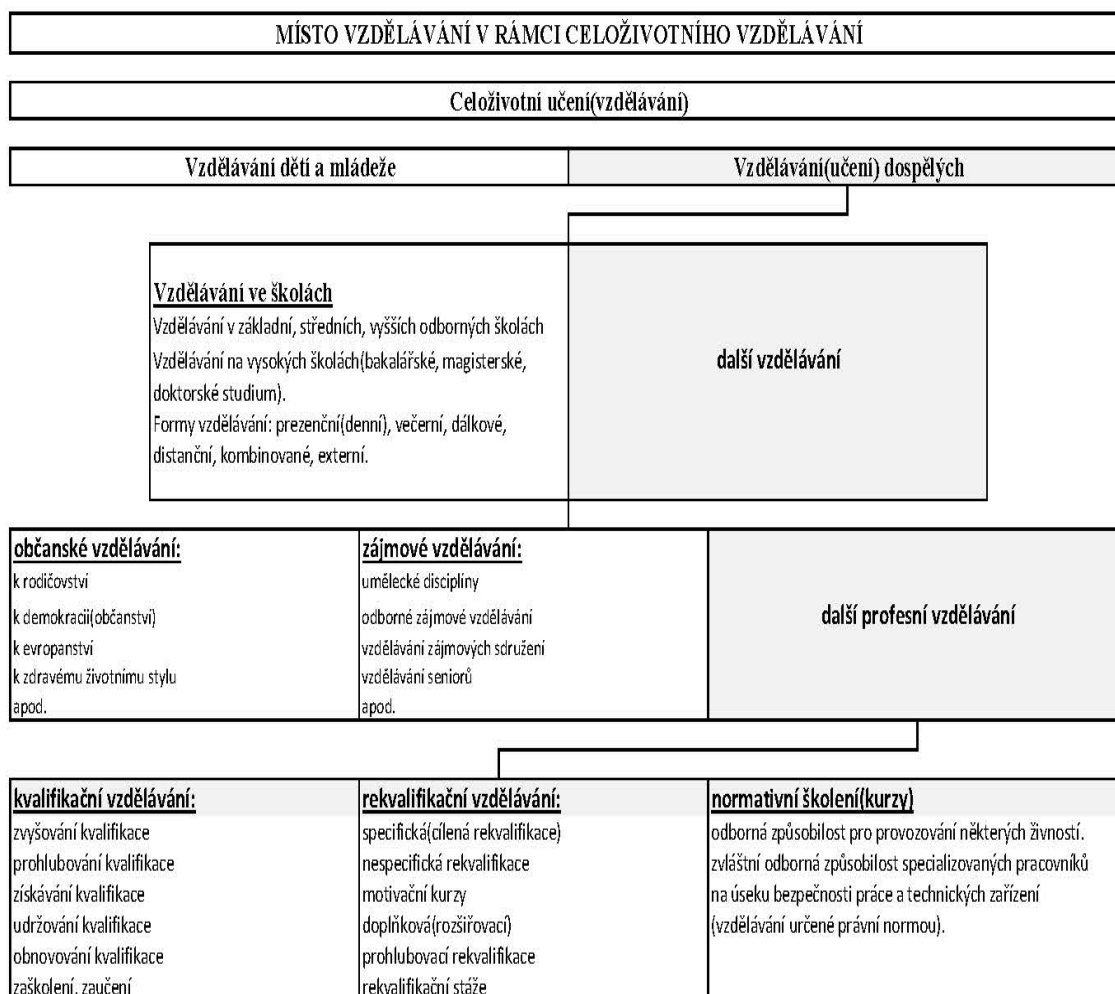 MÍSTO VZDĚLÁVÁNÍ V RÁMCI CELOŽIVOTNÍHO VZDĚLÁVÁNÍ
Celoživotní učení(vzdělávání)
Vzdělávání dětí a mládeže
Vzdělávání(učení) dospělých
Vzdělávání ve školách
Vzdělávání v základní, středních, vyšších odborných školách
Vzdělávání na vysokých školách(bakalářské, magisterské,
doktorské studium).
Formy vzdělávání: prezenční(denní), večerní, dálkové,
distanční, kombinované, externí.
další vzdělávání
občanské vzdělávání:
k rodičovství
k demokracii(občanství)
k evropanství
k zdravému životnímu stylu
apod.
zájmové vzdělávání:
umělecké disciplíny
odborné zájmové vzdělávání
vzdělávání zájmových sdružení
vzdělávání seniorů
apod.
další profesní vzdělávání
kvalifikační vzdělávání:
zvyšování kvalifikace
prohlubování kvalifikace
získávání kvalifikace
udržování kvalifikace
obnovování kvalifikace
zaškolení, zaučení
rekvalifikační vzdělávání:
specifická(cílená rekvalifikace)
nespecifická rekvalifikace
motivační kurzy
doplňková(rozšiřovací)
prohlubovací rekvalifikace
rekvalifikační stáže
normativní školení(kurzy)
odborná způsobilost pro provozování některých živností.
zvláštní odborná způsobilost specializovaných pracovníků
na úseku bezpečnosti práce a technických zařízení
(vzdělávání určené právní normou).